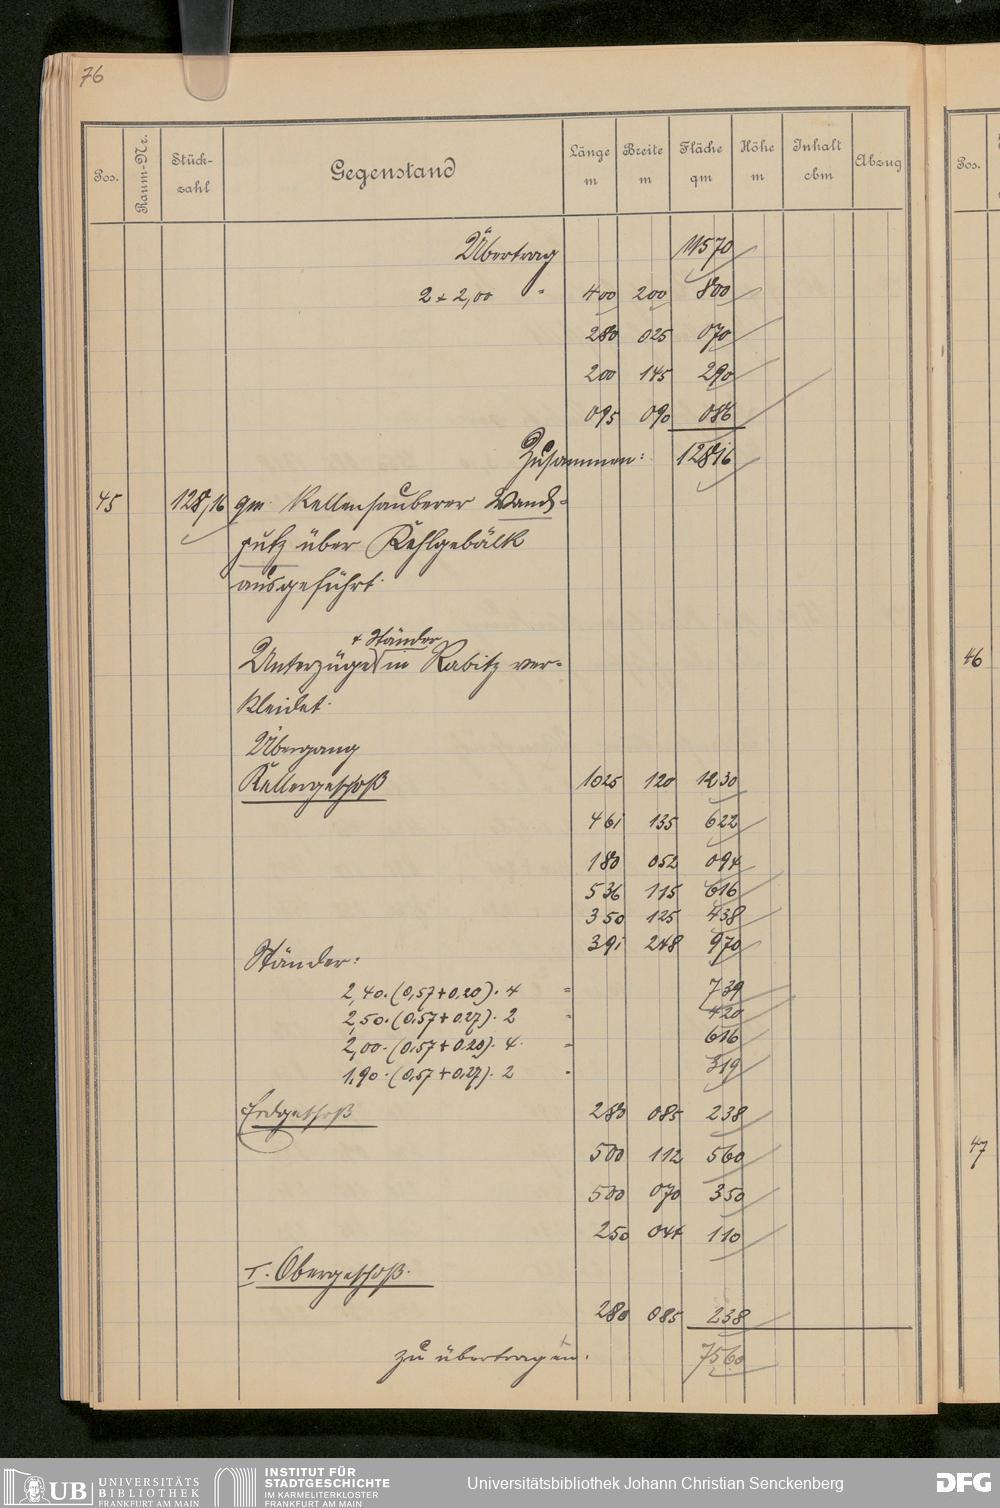 76
Pos. Raum-Nr. Stück-zahl Gegenstand Länge m Breite m Fläche qm Höhe m Inhalt cbm Abzug Pos.
Übertrag 115 70
2 + 2,00 = 4 00 2 00 8 00
2 80 0 25 0 70
2 00 1 45 2 90
0 95 0 90 0 86
Zusammen: 128 16
45 128,16 qm Kellensauberer Wand-
putz über Kehlgebälk
ausgeführt.
+ Ständer
Unterzüge in Rabitz ver-
kleidet.
46
Übergang
Kellergeschoß 10 25 1 20 12 30
4 61 1 35 6 22
1 80 0 52 0 94
5 36 1 15 6 16
3 50 1 25 4 38
3 91 2 48 9 70
Ständer:
2,40.(0,57+0,20).4 = 7 39
2,50.(0,57+0,27).2 = 4 20
2,00.(0,57+0,20).4 = 6 16
1,90.(0,57+0,27).2 = 3 19
Erdgeschoß 2 80 0 85 2 38
5 00 1 12 5 60
47
5 00 0 70 3 50
2 50 0 44 1 10
I. Obergeschoß.
2 80 0 85 2 38
zu übertragen. 75 60
UB UNIVERSITÄTS
BIBLIOTHEK
FRANKFURT AM MAIN
INSTITUT FÜR
STADTGESCHICHTE
IM KARMELITERKLOSTER
FRANKFURT AM MAIN
Universitätsbibliothek Johann Christian Senckenberg
DFG